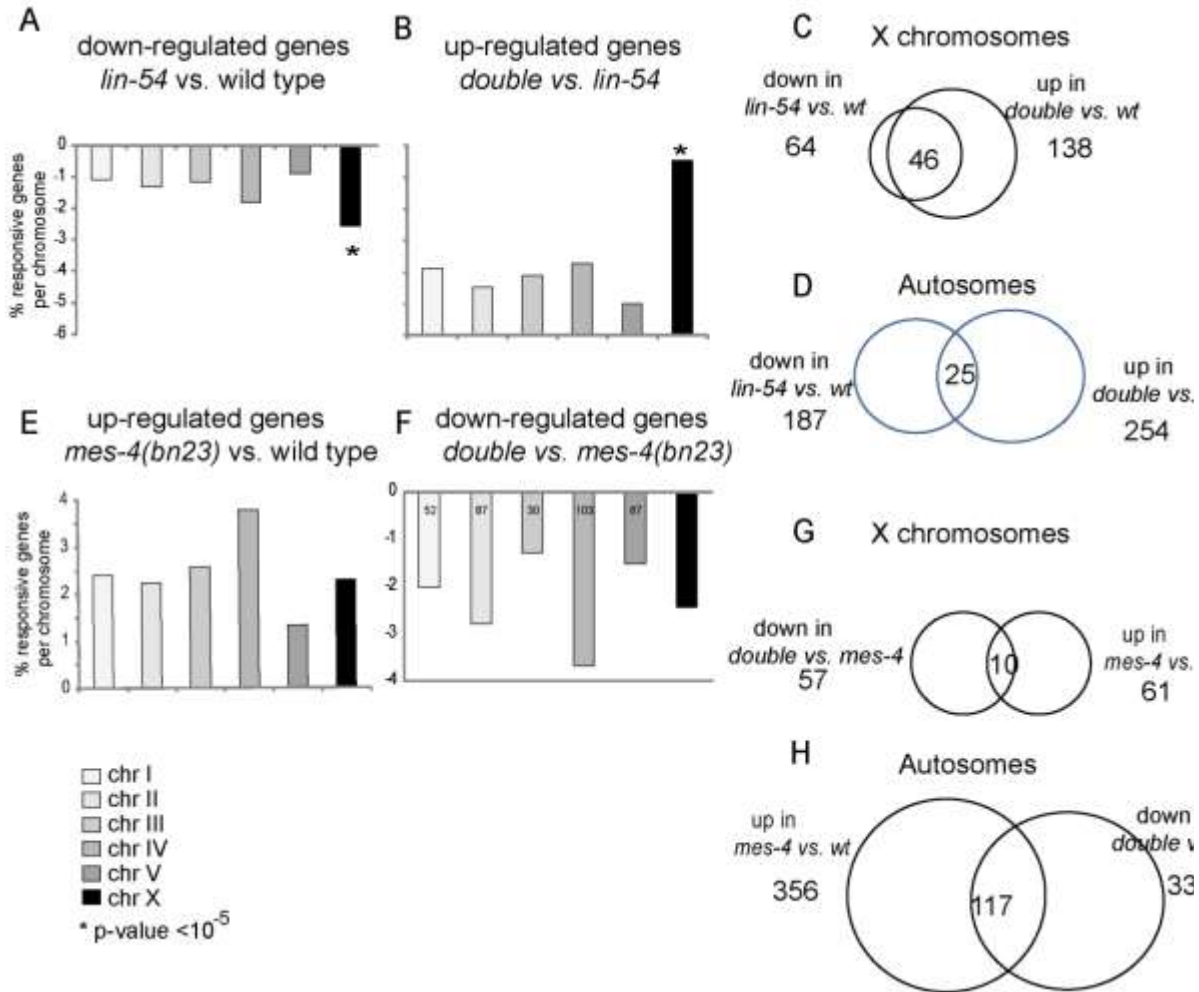 A
down-regulated genes
lin-54 vs. wild type
% responsive genes
per chromosome
0
-1
-2
-3
-4
-5
-6
*
B
up-regulated genes
double vs. lin-54
*
C
X chromosomes
down in
lin-54 vs. wt
64
46
up in
double vs. wt
138
D
Autosomes
down in
lin-54 vs. wt
187
25
up in
double vs.
254
E
up-regulated genes
mes-4(bn23) vs. wild type
% responsive genes
per chromosome
4
3
2
1
0
F
down-regulated genes
double vs. mes-4(bn23)
0
-1
-2
-3
-4
52
97
30
103
67
G
X chromosomes
down in
double vs. mes-4
57
10
up in
mes-4 vs.
61
H
Autosomes
up in
mes-4 vs. wt
356
117
down
double v
33
chr I
chr II
chr III
chr IV
chr V
chr X
* p-value <10-5